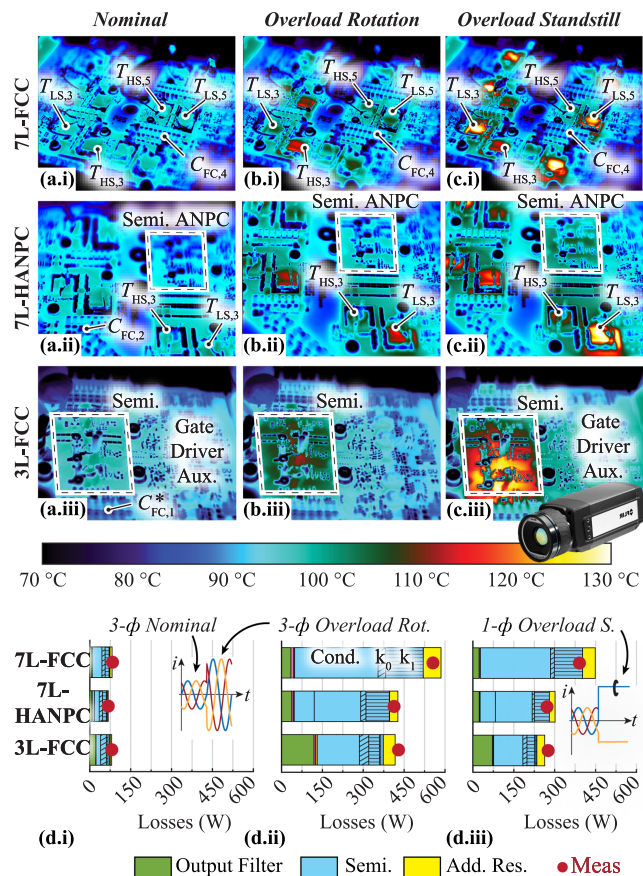 Nominal Overload Rotation Overload Standstill
7L-FCC
T_LS,3 T_HS,5 T_LS,5 T_HS,3 C_FC,4 (a.i)
T_LS,3 T_HS,5 T_LS,5 T_HS,3 C_FC,4 (b.i)
T_LS,3 T_HS,5 T_LS,5 T_HS,3 C_FC,4 (c.i)
7L-HANPC
Semi. ANPC T_HS,3 T_LS,3 C_FC,2 (a.ii)
Semi. ANPC T_HS,3 T_LS,3 (b.ii)
Semi. ANPC T_HS,3 T_LS,3 (c.ii)
3L-FCC
Semi.
Gate
Driver
Aux.
C*_FC,1
(a.iii)
Semi.
(b.iii)
Semi.
Gate
Driver
Aux.
(c.iii)
FLIR
70 °C 80 °C 90 °C 100 °C 110 °C 120 °C 130 °C
3-ϕ Nominal 3-ϕ Overload Rot. 1-ϕ Overload S.
7L-FCC i t Cond. k₀ k₁
7L-
HANPC i t
3L-FCC
0 150 300 450 600 0 150 300 450 600 0 150 300 450 600
(d.i) Losses (W) (d.ii) Losses (W) (d.iii) Losses (W)
Output Filter Semi. Add. Res. Meas